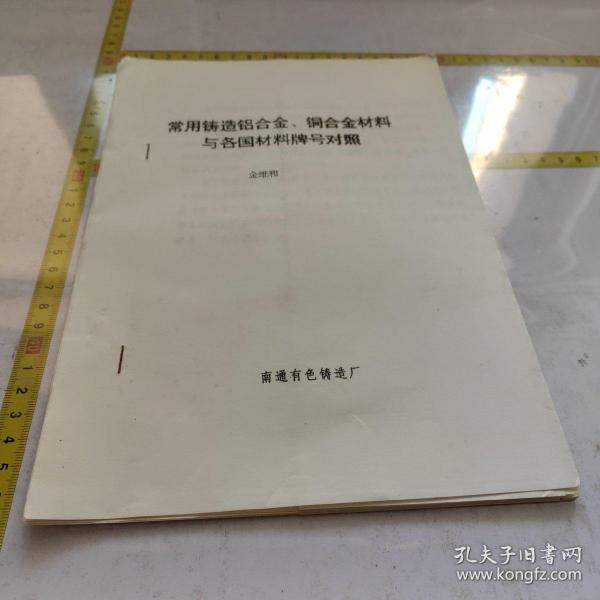 常用铸造铝合金、铜合金材料
与各国材料牌号对照
金维和
南通有色铸造厂
孔夫子旧書网
www.kongfz.com